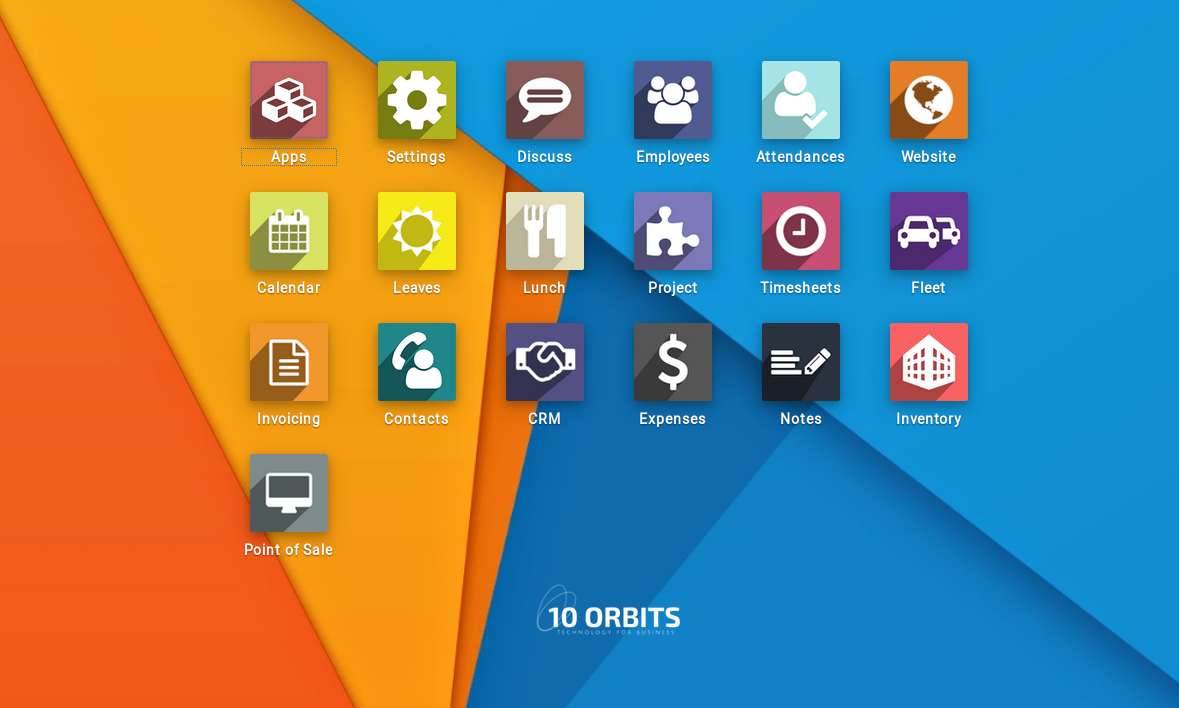 Apps
Settings
Discuss
Employees
Attendances
Website
Calendar
Leaves
Lunch
Project
Timesheets
Fleet
Invoicing
Contacts
CRM
Expenses
Notes
Inventory
Point of Sale
10 ORBITS
TECHNOLOGY FOR BUSINESS